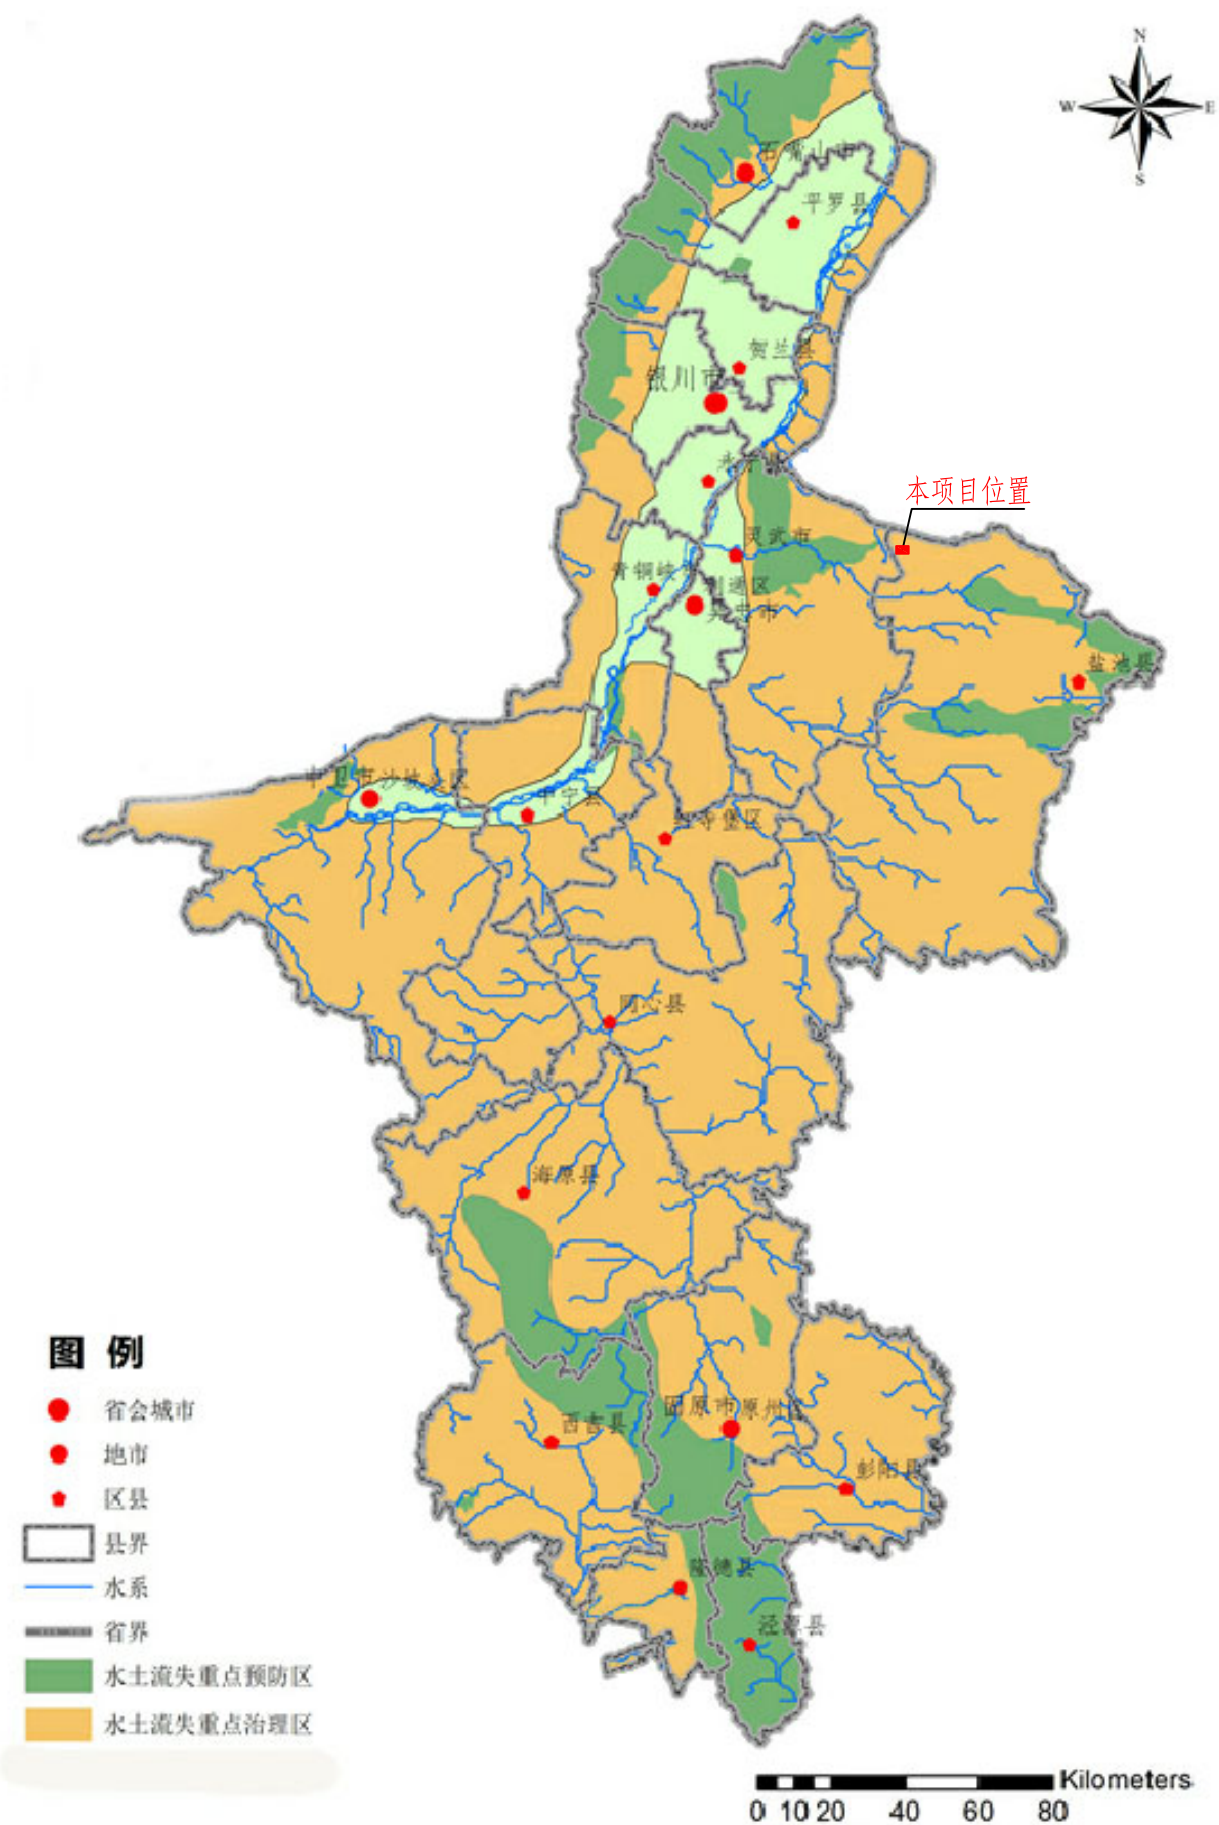 N
W
E
S
石嘴山市
平罗县
贺兰县
银川市
本项目位置
灵武市
青铜峡市
利通区
吴忠市
盐池县
中卫市沙坡头区
中宁县
红寺堡区
同心县
海原县
西吉县
固原市原州区
彭阳县
隆德县
泾源县
图 例
省会城市
地市
区县
县界
水系
省界
水土流失重点预防区
水土流失重点治理区
Kilometers
0 10 20 40 60 80